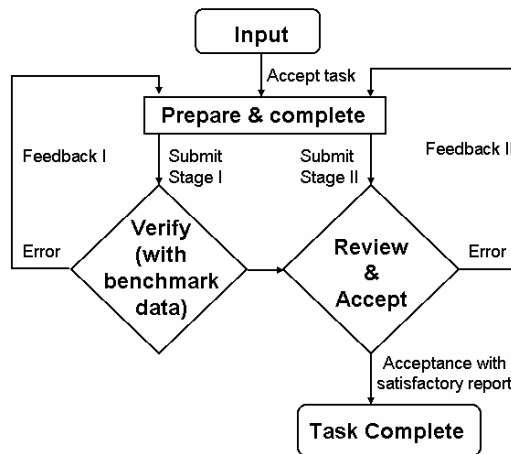 Input
Accept task
Prepare & complete
Feedback I
Submit
Stage I
Submit
Stage II
Feedback II
Verify
(with
benchmark
data)
Error
Review
&
Accept
Error
Acceptance with
satisfactory report
Task Complete